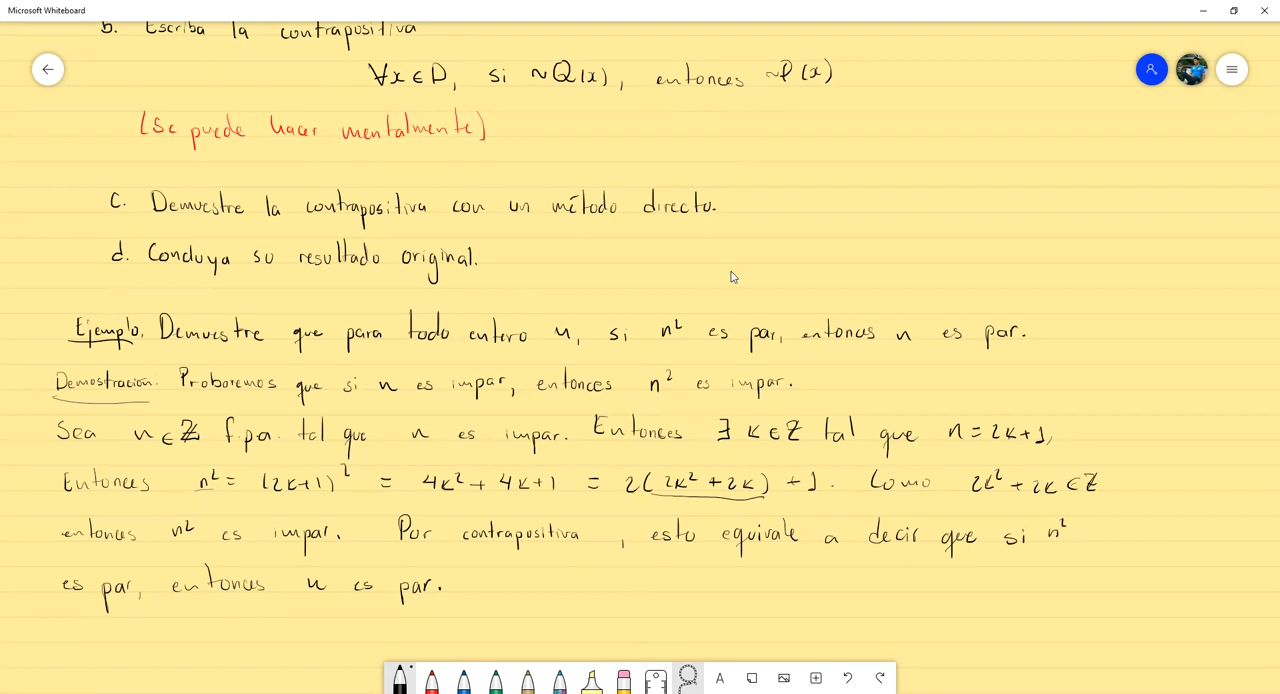 Microsoft Whiteboard
b. Escriba la contrapositiva
∀x∈D, si ~Q(x), entonces ~P(x)
(Se puede hacer mentalmente)
c. Demuestre la contrapositiva con un método directo.
d. Concluya su resultado original.
Ejemplo: Demuestre que para todo entero n, si n² es par, entonces n es par.
Demostración: Probaremos que si n es impar, entonces n² es impar.
Sea n∈ℤ f.p.a. tal que n es impar. Entonces ∃ k∈ℤ tal que n=2k+1,
Entonces n² = (2k+1)² = 4k² + 4k+1 = 2(2k² + 2k) + 1. Como 2k² + 2k ∈ ℤ
entonces n² es impar. Por contrapositiva, esto equivale a decir que si n²
es par, entonces n es par.
A